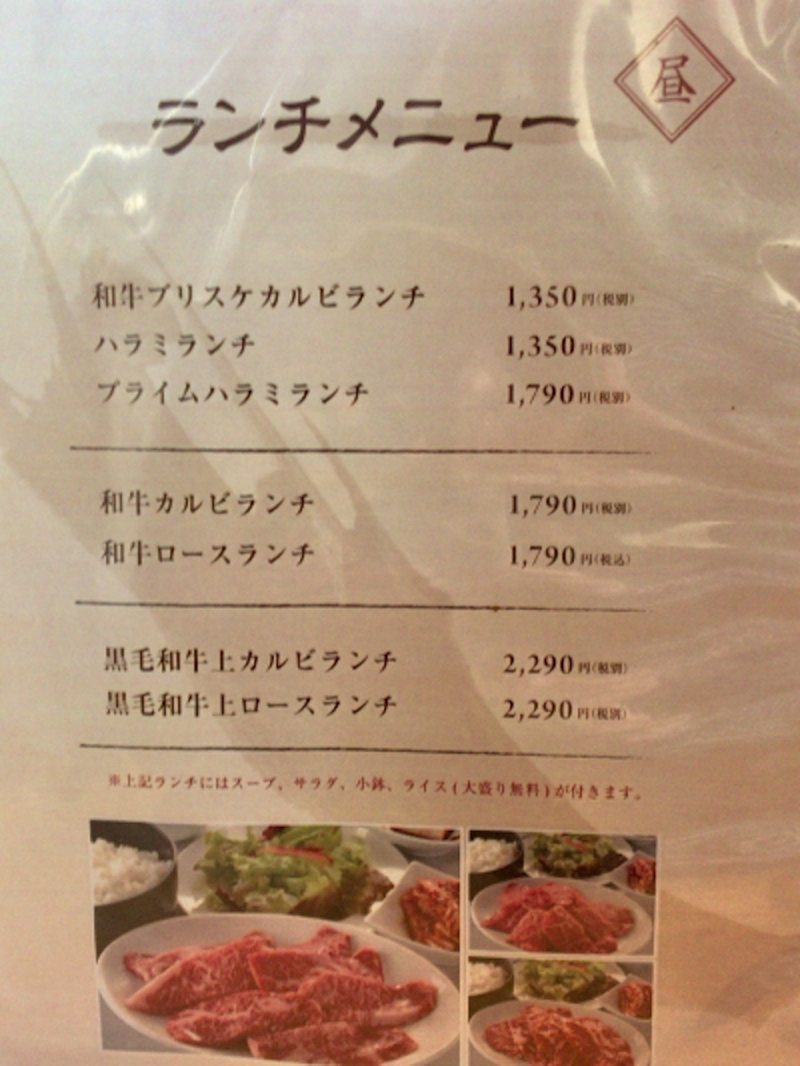 昼
ランチメニュー
和牛ブリスケカルビランチ 1,350円(税別)
ハラミランチ 1,350円(税別)
プライムハラミランチ 1,790円(税別)
和牛カルビランチ 1,790円(税別)
和牛ロースランチ 1,790円(税込)
黒毛和牛上カルビランチ 2,290円(税別)
黒毛和牛上ロースランチ 2,290円(税別)
※上記ランチにはスープ、サラダ、小鉢、ライス(大盛り無料)が付きます。